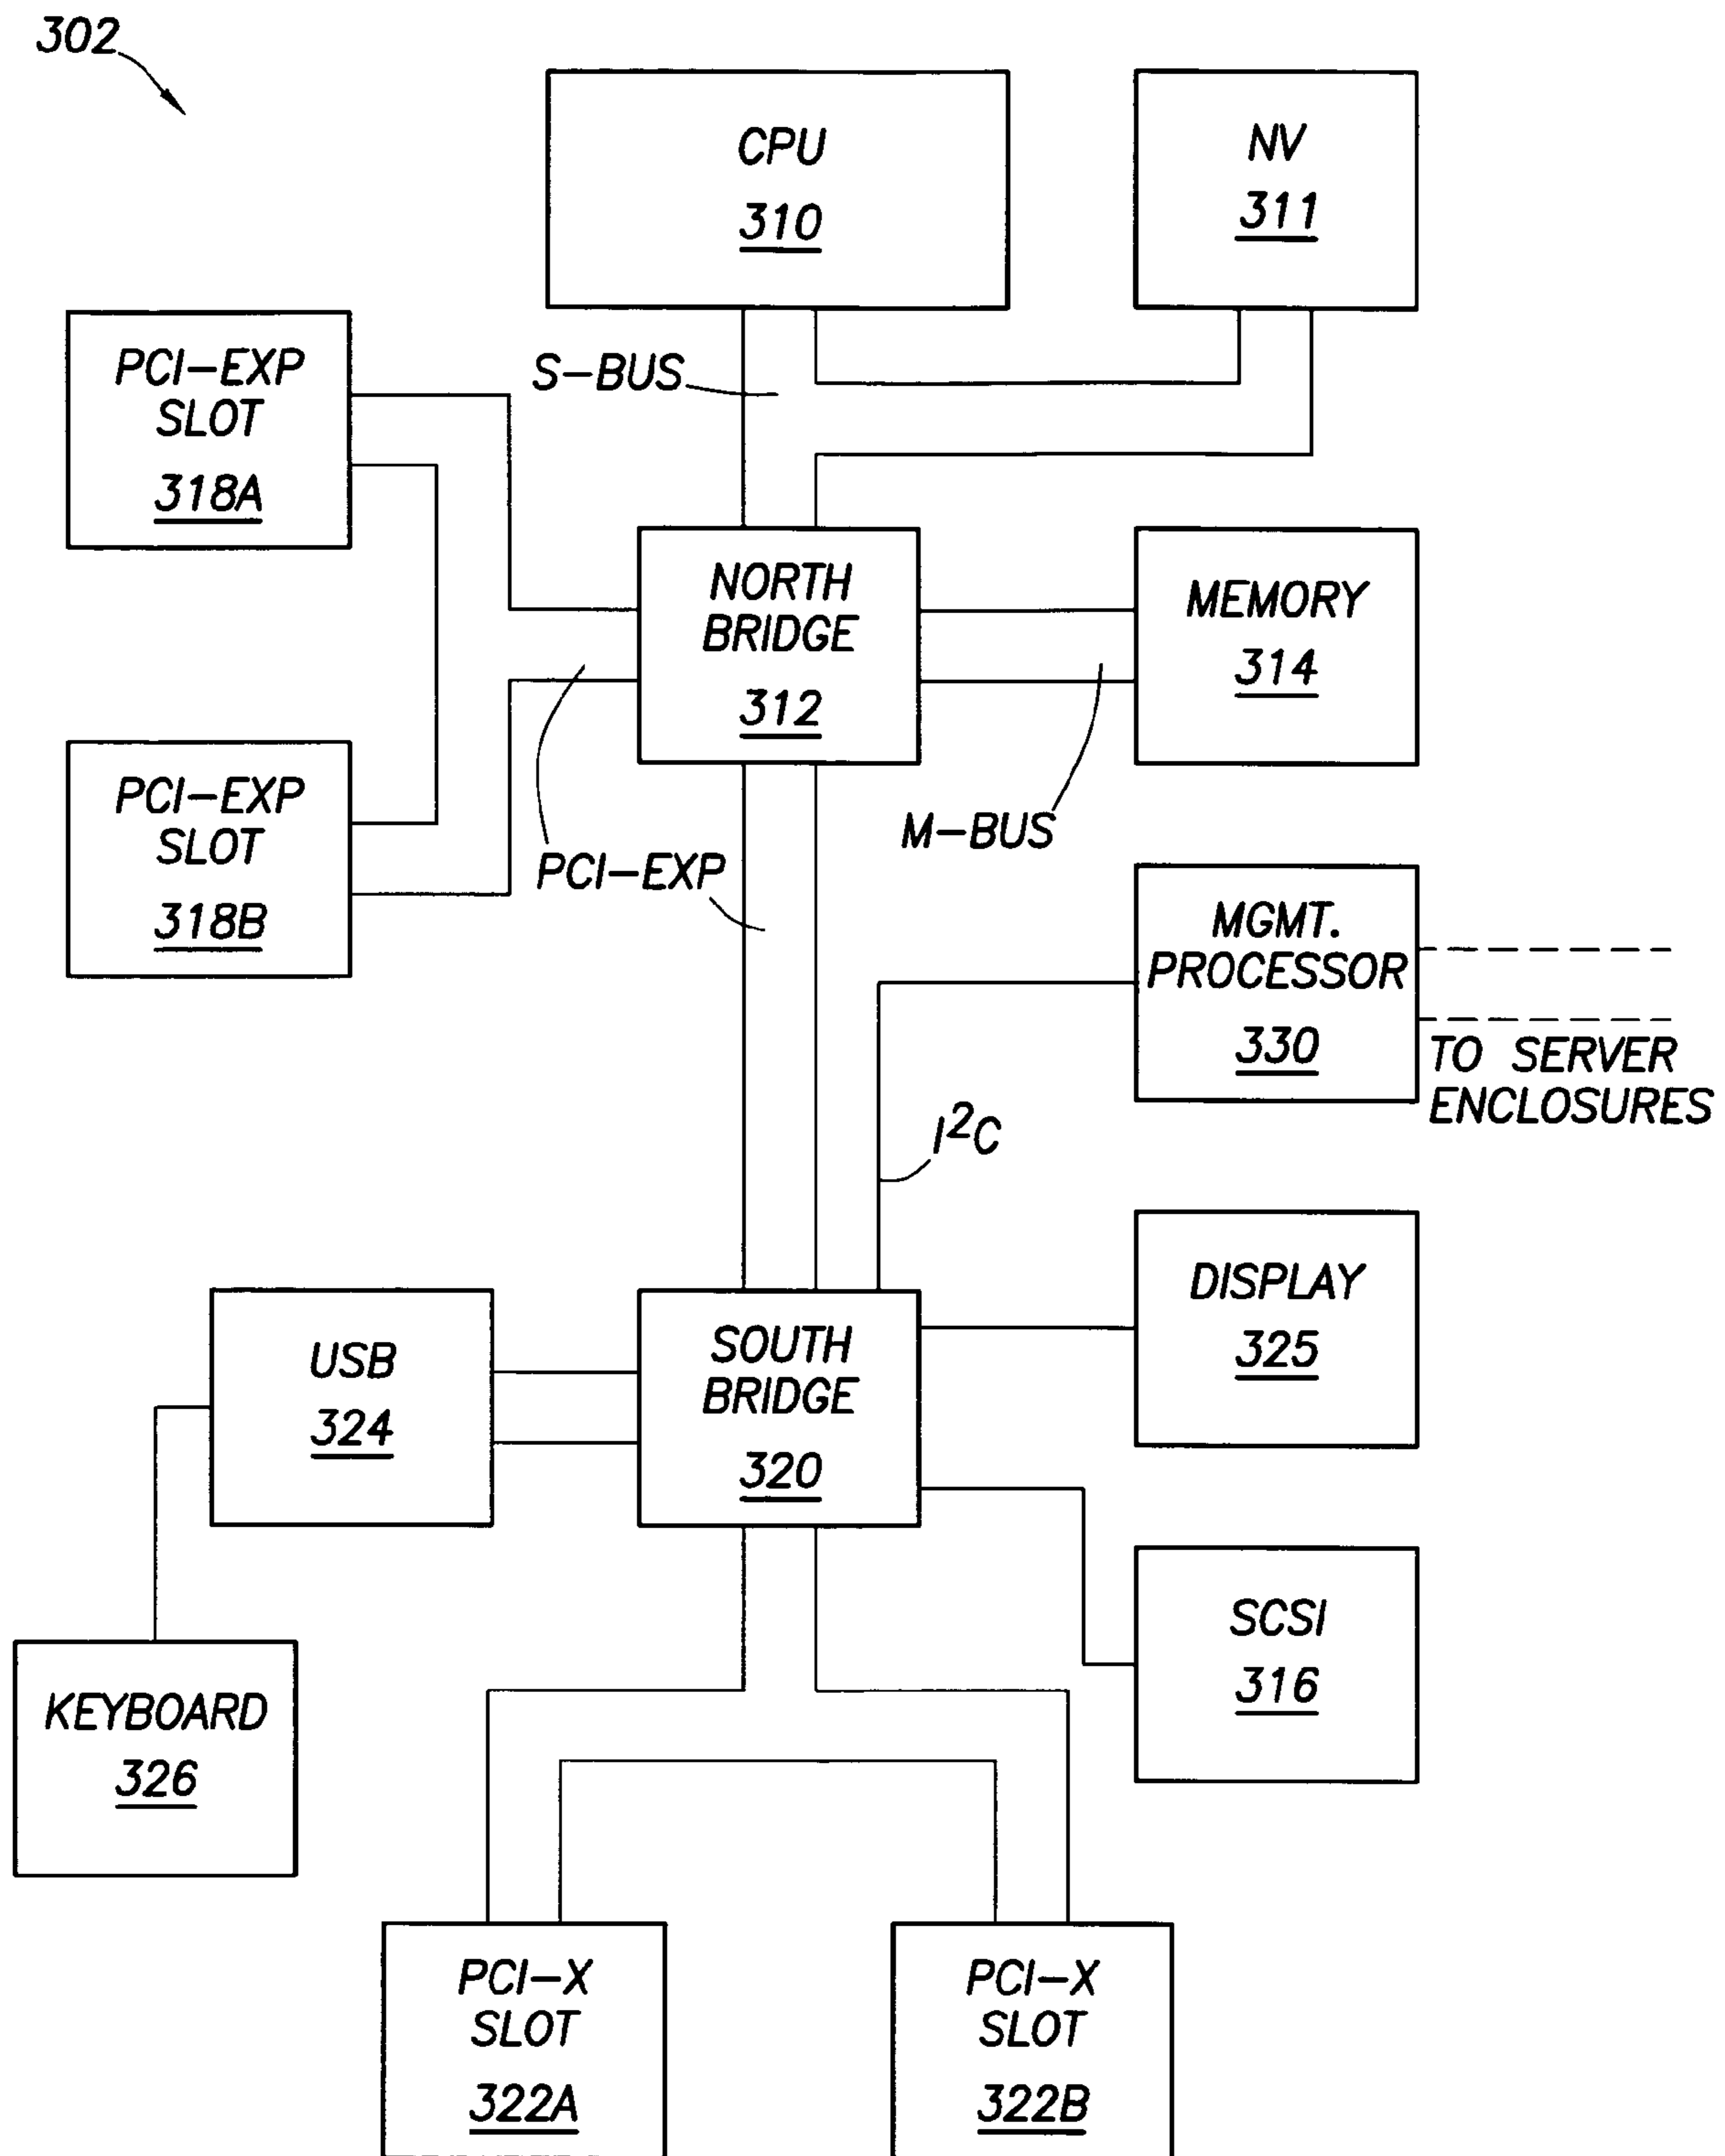 302
CPU
310
NV
311
PCI-EXP
SLOT
318A
S-BUS
NORTH
BRIDGE
312
MEMORY
314
PCI-EXP
SLOT
318B
PCI-EXP
M-BUS
MGMT.
PROCESSOR
330
TO SERVER
ENCLOSURES
I²C
USB
324
SOUTH
BRIDGE
320
DISPLAY
325
SCSI
316
KEYBOARD
326
PCI-X
SLOT
322A
PCI-X
SLOT
322B